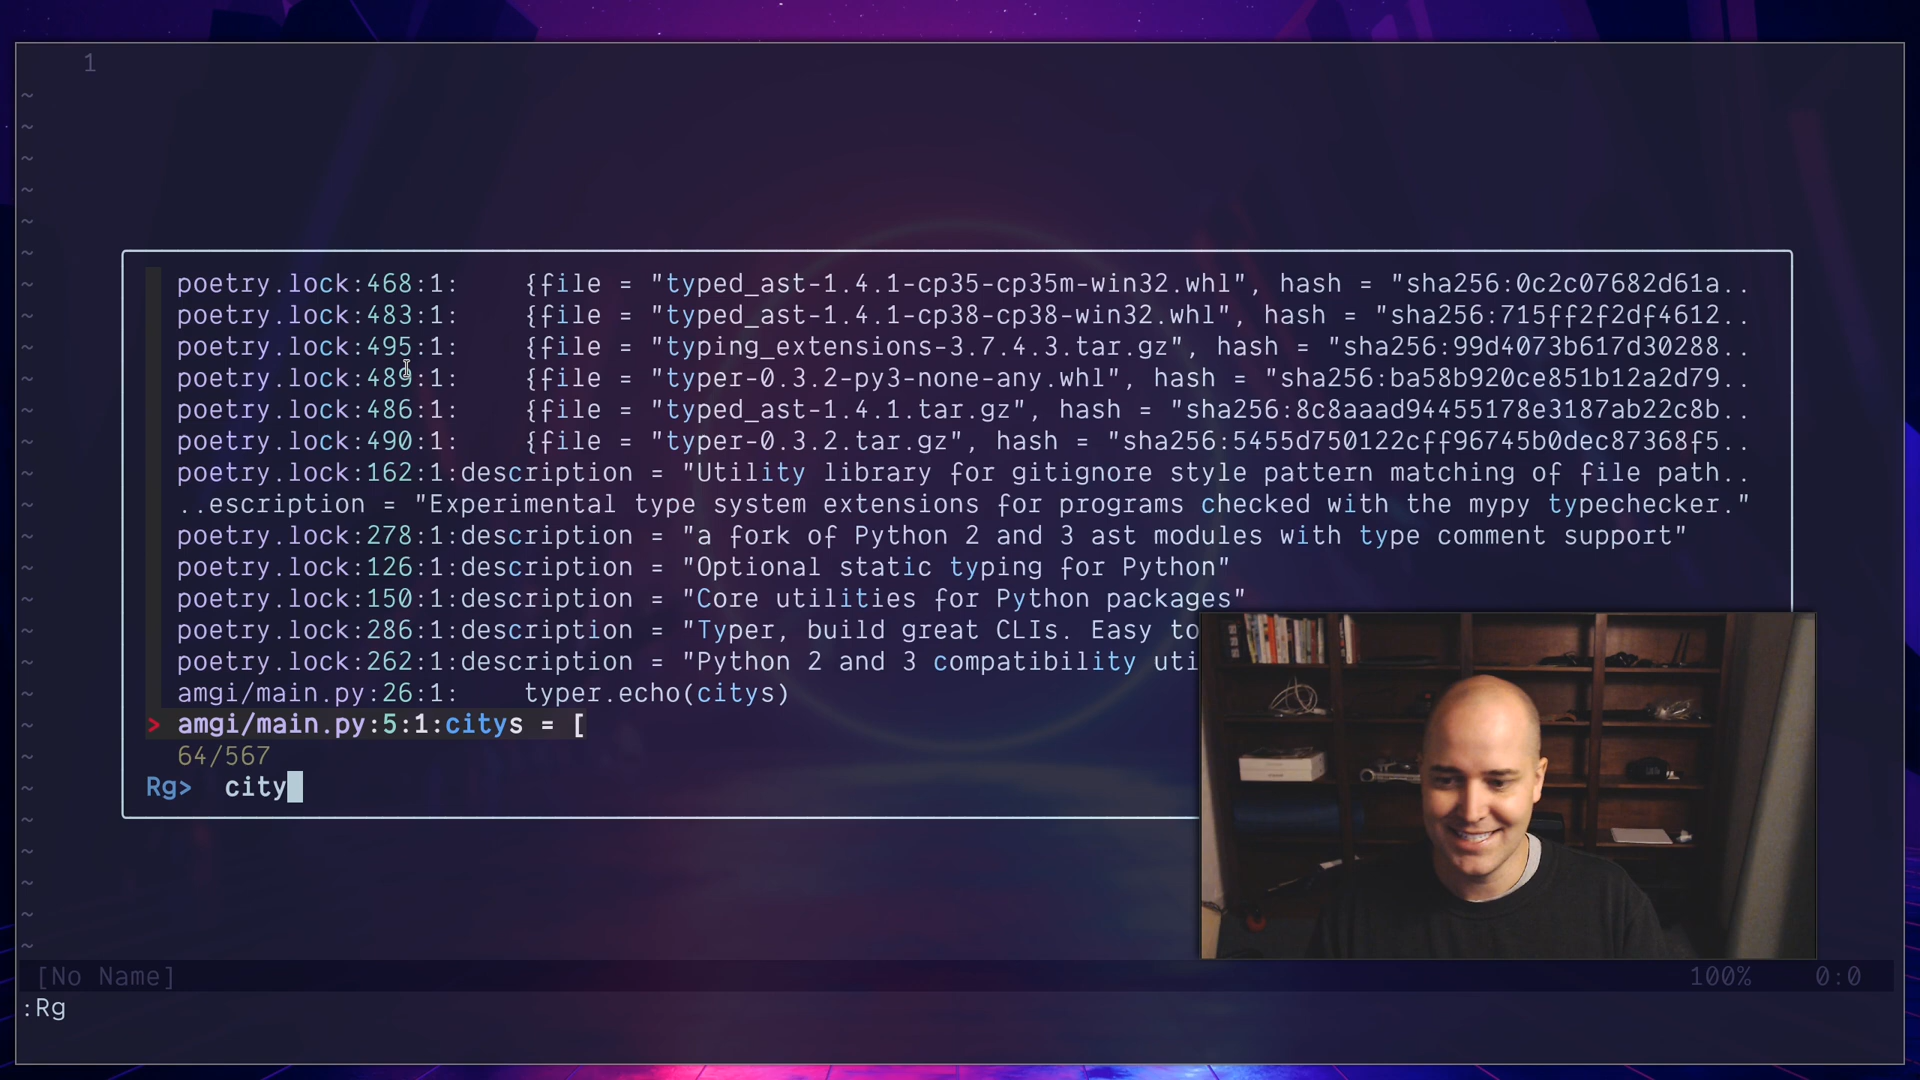 1
~
~
~
~
~
~
poetry.lock:468:1:    {file = "typed_ast-1.4.1-cp35-cp35m-win32.whl", hash = "sha256:0c2c07682d61a..
poetry.lock:483:1:    {file = "typed_ast-1.4.1-cp38-cp38-win32.whl", hash = "sha256:715ff2f2df4612..
poetry.lock:495:1:    {file = "typing_extensions-3.7.4.3.tar.gz", hash = "sha256:99d4073b617d30288..
poetry.lock:489:1:    {file = "typer-0.3.2-py3-none-any.whl", hash = "sha256:ba58b920ce851b12a2d79..
poetry.lock:486:1:    {file = "typed_ast-1.4.1.tar.gz", hash = "sha256:8c8aaad94455178e3187ab22c8b..
poetry.lock:490:1:    {file = "typer-0.3.2.tar.gz", hash = "sha256:5455d750122cff96745b0dec87368f5..
poetry.lock:162:1:description = "Utility library for gitignore style pattern matching of file path..
..escription = "Experimental type system extensions for programs checked with the mypy typechecker."
poetry.lock:278:1:description = "a fork of Python 2 and 3 ast modules with type comment support"
poetry.lock:126:1:description = "Optional static typing for Python"
poetry.lock:150:1:description = "Core utilities for Python packages"
poetry.lock:286:1:description = "Typer, build great CLIs. Easy to
poetry.lock:262:1:description = "Python 2 and 3 compatibility uti
amgi/main.py:26:1:    typer.echo(citys)
> amgi/main.py:5:1:citys = [
64/567
Rg>  city
~
~
~
~
~
[No Name] 100% 0:0
:Rg